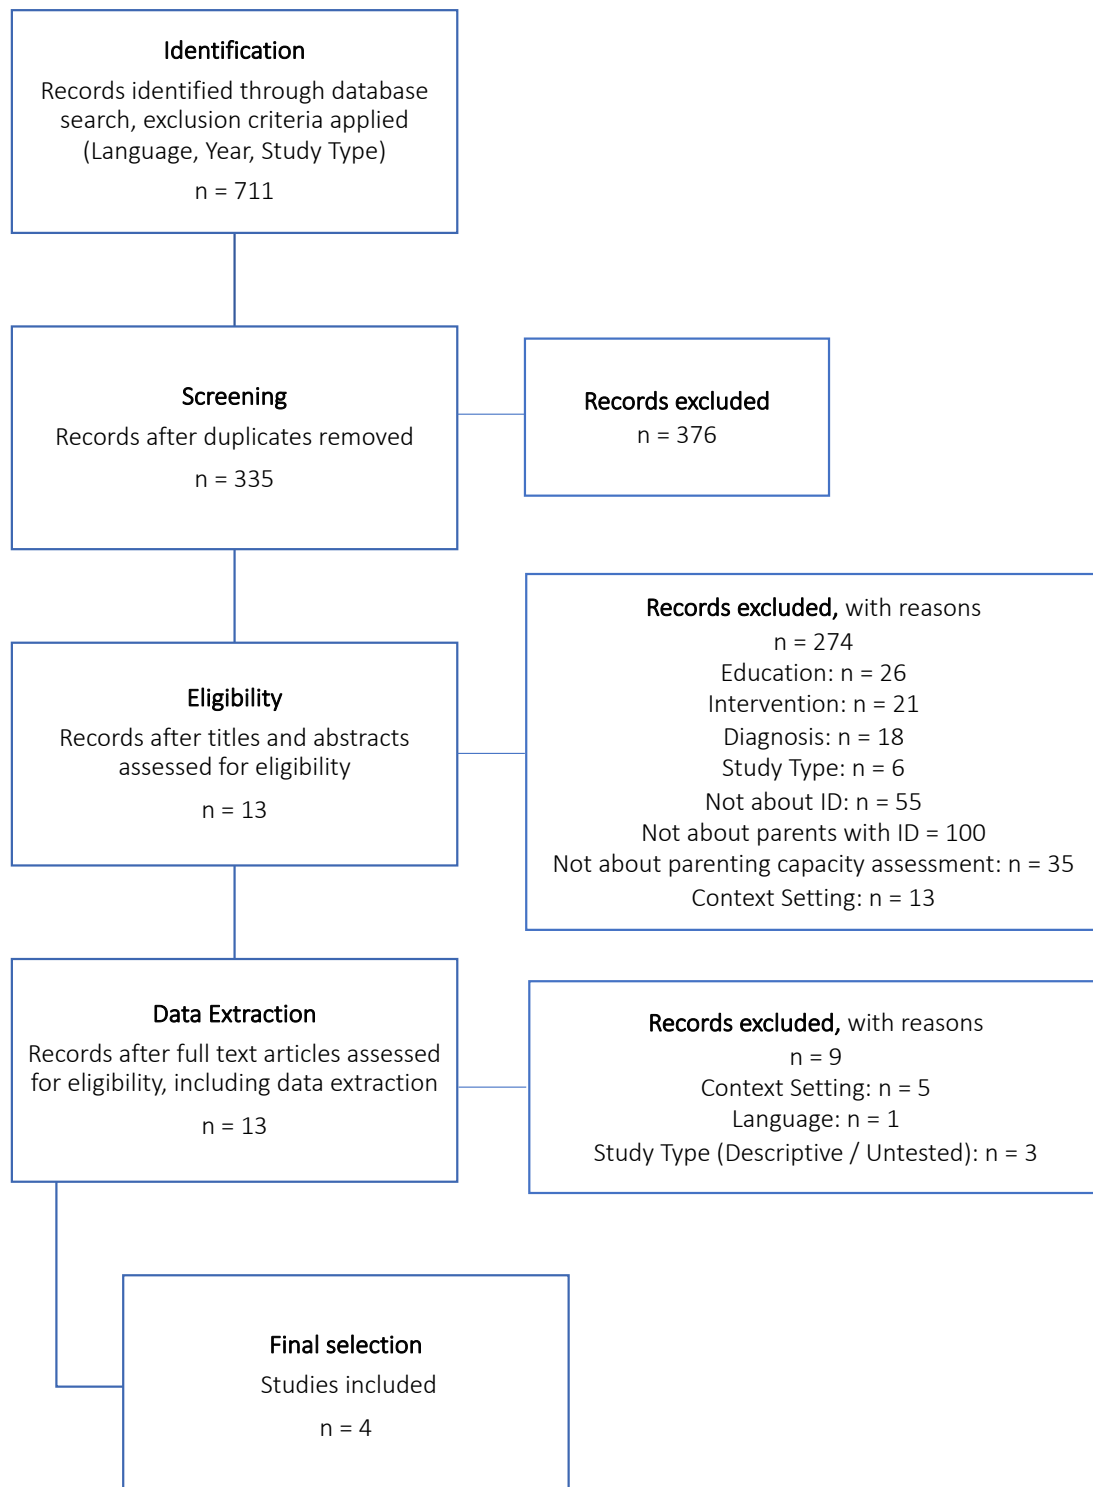 Identification
Records identified through database
search, exclusion criteria applied
(Language, Year, Study Type)
n = 711
Screening
Records after duplicates removed
n = 335
Records excluded
n = 376
Eligibility
Records after titles and abstracts
assessed for eligibility
n = 13
Records excluded, with reasons
n = 274
Education: n = 26
Intervention: n = 21
Diagnosis: n = 18
Study Type: n = 6
Not about ID: n = 55
Not about parents with ID = 100
Not about parenting capacity assessment: n = 35
Context Setting: n = 13
Data Extraction
Records after full text articles assessed
for eligibility, including data extraction
n = 13
Records excluded, with reasons
n = 9
Context Setting: n = 5
Language: n = 1
Study Type (Descriptive / Untested): n = 3
Final selection
Studies included
n = 4